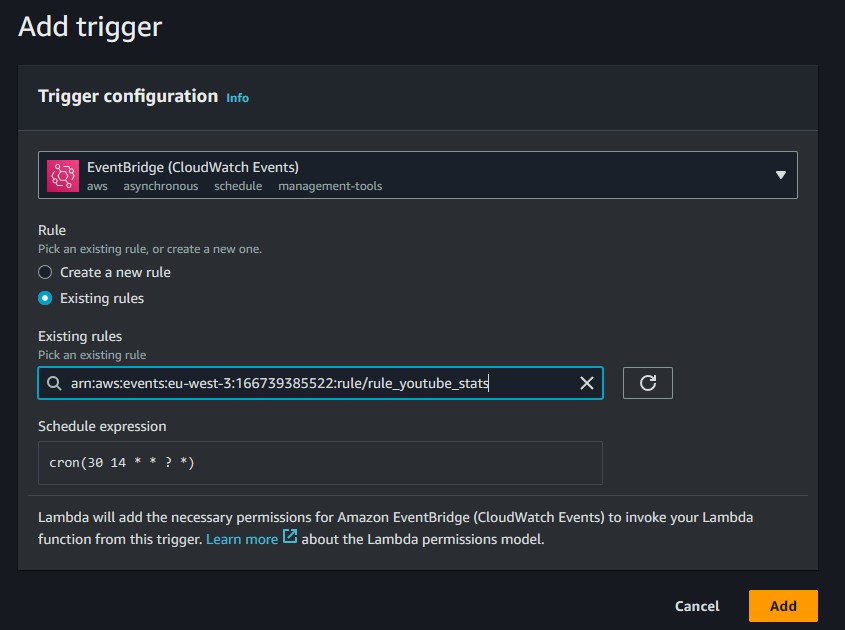 Add trigger
Trigger configuration Info
EventBridge (CloudWatch Events)
aws asynchronous schedule management-tools
Rule
Pick an existing rule, or create a new one.
Create a new rule
Existing rules
Existing rules
Pick an existing rule
arn:aws:events:eu-west-3:166739385522:rule/rule_youtube_stats
Schedule expression
cron(30 14 * * ? *)
Lambda will add the necessary permissions for Amazon EventBridge (CloudWatch Events) to invoke your Lambda
function from this trigger. Learn more about the Lambda permissions model.
Cancel Add